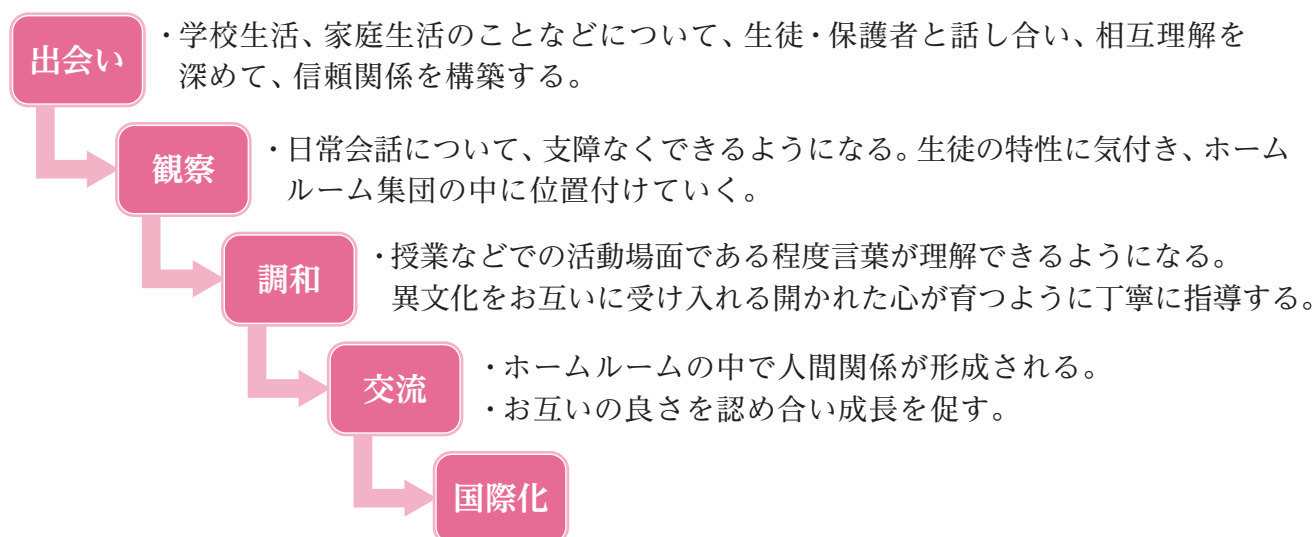 出会い
・学校生活、家庭生活のことなどについて、生徒・保護者と話し合い、相互理解を
深めて、信頼関係を構築する。
観察
・日常会話について、支障なくできるようになる。生徒の特性に気付き、ホーム
ルーム集団の中に位置付けていく。
調和
・授業などでの活動場面である程度言葉が理解できるようになる。
異文化をお互いに受け入れる開かれた心が育つように丁寧に指導する。
交流
・ホームルームの中で人間関係が形成される。
・お互いの良さを認め合い成長を促す。
国際化